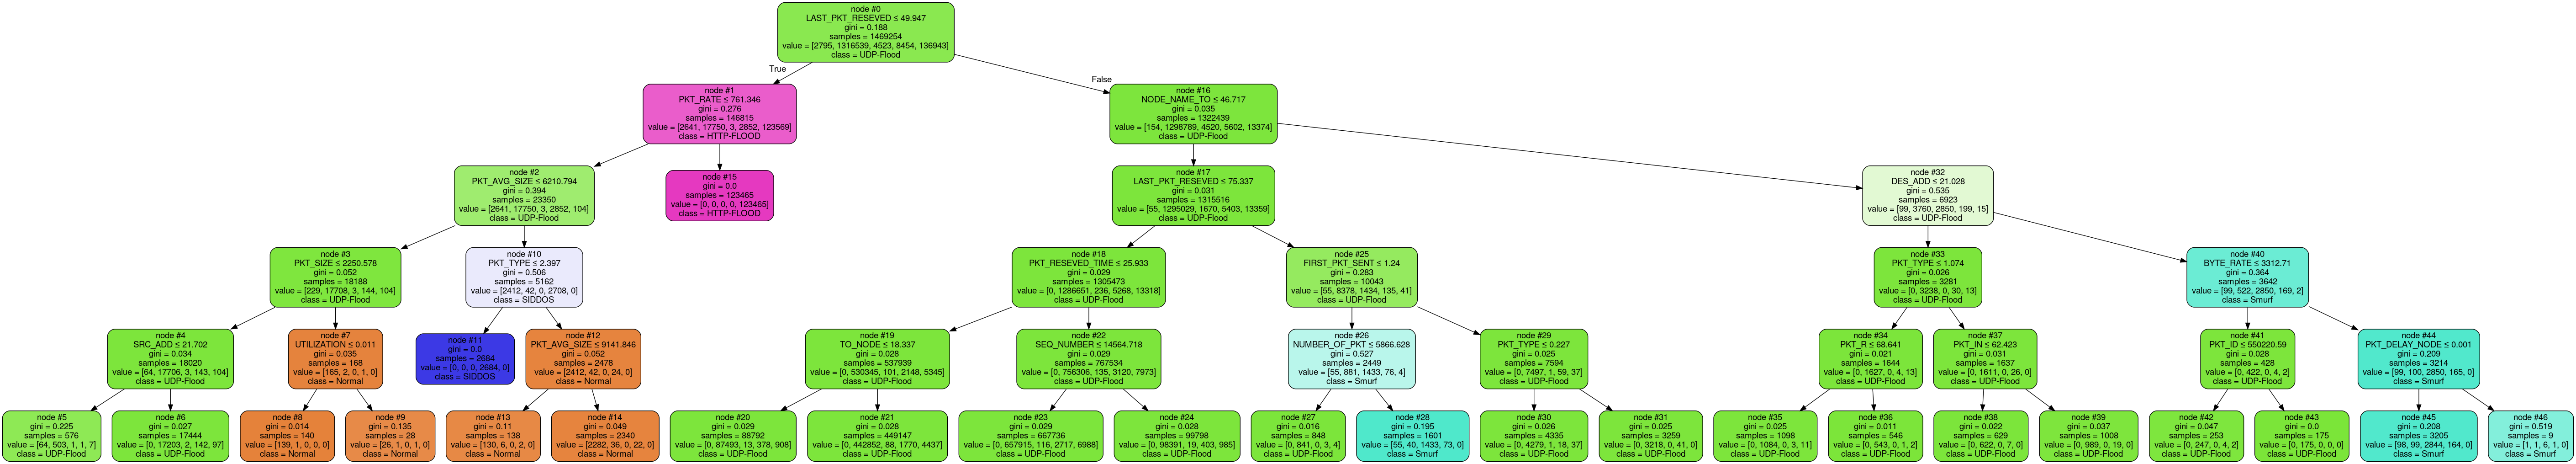 node #0
LAST_PKT_RESEVED ≤ 49.947
gini = 0.188
samples = 1469254
value = [2795, 1316539, 4523, 8454, 136943]
class = UDP-Flood
True
False
node #1
PKT_RATE ≤ 761.346
gini = 0.276
samples = 146815
value = [2641, 17750, 3, 2852, 123569]
class = HTTP-FLOOD
node #16
NODE_NAME_TO ≤ 46.717
gini = 0.035
samples = 1322439
value = [154, 1298789, 4520, 5602, 13374]
class = UDP-Flood
node #2
PKT_AVG_SIZE ≤ 6210.794
gini = 0.394
samples = 23350
value = [2641, 17750, 3, 2852, 104]
class = UDP-Flood
node #15
gini = 0.0
samples = 123465
value = [0, 0, 0, 0, 123465]
class = HTTP-FLOOD
node #17
LAST_PKT_RESEVED ≤ 75.337
gini = 0.031
samples = 1315516
value = [55, 1295029, 1670, 5403, 13359]
class = UDP-Flood
node #32
DES_ADD ≤ 21.028
gini = 0.535
samples = 6923
value = [99, 3760, 2850, 199, 15]
class = UDP-Flood
node #3
PKT_SIZE ≤ 2250.578
gini = 0.052
samples = 18188
value = [229, 17708, 3, 144, 104]
class = UDP-Flood
node #10
PKT_TYPE ≤ 2.397
gini = 0.506
samples = 5162
value = [2412, 42, 0, 2708, 0]
class = SIDDOS
node #18
PKT_RESEVED_TIME ≤ 25.933
gini = 0.029
samples = 1305473
value = [0, 1286651, 236, 5268, 13318]
class = UDP-Flood
node #25
FIRST_PKT_SENT ≤ 1.24
gini = 0.283
samples = 10043
value = [55, 8378, 1434, 135, 41]
class = UDP-Flood
node #33
PKT_TYPE ≤ 1.074
gini = 0.026
samples = 3281
value = [0, 3238, 0, 30, 13]
class = UDP-Flood
node #40
BYTE_RATE ≤ 3312.71
gini = 0.364
samples = 3642
value = [99, 522, 2850, 169, 2]
class = Smurf
node #4
SRC_ADD ≤ 21.702
gini = 0.034
samples = 18020
value = [64, 17706, 3, 143, 104]
class = UDP-Flood
node #7
UTILIZATION ≤ 0.011
gini = 0.035
samples = 168
value = [165, 2, 0, 1, 0]
class = Normal
node #11
gini = 0.0
samples = 2684
value = [0, 0, 0, 2684, 0]
class = SIDDOS
node #12
PKT_AVG_SIZE ≤ 9141.846
gini = 0.052
samples = 2478
value = [2412, 42, 0, 24, 0]
class = Normal
node #19
TO_NODE ≤ 18.337
gini = 0.028
samples = 537939
value = [0, 530345, 101, 2148, 5345]
class = UDP-Flood
node #22
SEQ_NUMBER ≤ 14564.718
gini = 0.029
samples = 767534
value = [0, 756306, 135, 3120, 7973]
class = UDP-Flood
node #26
NUMBER_OF_PKT ≤ 5866.628
gini = 0.527
samples = 2449
value = [55, 881, 1433, 76, 4]
class = Smurf
node #29
PKT_TYPE ≤ 0.227
gini = 0.025
samples = 7594
value = [0, 7497, 1, 59, 37]
class = UDP-Flood
node #34
PKT_R ≤ 68.641
gini = 0.021
samples = 1644
value = [0, 1627, 0, 4, 13]
class = UDP-Flood
node #37
PKT_IN ≤ 62.423
gini = 0.031
samples = 1637
value = [0, 1611, 0, 26, 0]
class = UDP-Flood
node #41
PKT_ID ≤ 550220.59
gini = 0.028
samples = 428
value = [0, 422, 0, 4, 2]
class = UDP-Flood
node #44
PKT_DELAY_NODE ≤ 0.001
gini = 0.209
samples = 3214
value = [99, 100, 2850, 165, 0]
class = Smurf
node #5
gini = 0.225
samples = 576
value = [64, 503, 1, 1, 7]
class = UDP-Flood
node #6
gini = 0.027
samples = 17444
value = [0, 17203, 2, 142, 97]
class = UDP-Flood
node #8
gini = 0.014
samples = 140
value = [139, 1, 0, 0, 0]
class = Normal
node #9
gini = 0.135
samples = 28
value = [26, 1, 0, 1, 0]
class = Normal
node #13
gini = 0.11
samples = 138
value = [130, 6, 0, 2, 0]
class = Normal
node #14
gini = 0.049
samples = 2340
value = [2282, 36, 0, 22, 0]
class = Normal
node #20
gini = 0.029
samples = 88792
value = [0, 87493, 13, 378, 908]
class = UDP-Flood
node #21
gini = 0.028
samples = 449147
value = [0, 442852, 88, 1770, 4437]
class = UDP-Flood
node #23
gini = 0.029
samples = 667736
value = [0, 657915, 116, 2717, 6988]
class = UDP-Flood
node #24
gini = 0.028
samples = 99798
value = [0, 98391, 19, 403, 985]
class = UDP-Flood
node #27
gini = 0.016
samples = 848
value = [0, 841, 0, 3, 4]
class = UDP-Flood
node #28
gini = 0.195
samples = 1601
value = [55, 40, 1433, 73, 0]
class = Smurf
node #30
gini = 0.026
samples = 4335
value = [0, 4279, 1, 18, 37]
class = UDP-Flood
node #31
gini = 0.025
samples = 3259
value = [0, 3218, 0, 41, 0]
class = UDP-Flood
node #35
gini = 0.025
samples = 1098
value = [0, 1084, 0, 3, 11]
class = UDP-Flood
node #36
gini = 0.011
samples = 546
value = [0, 543, 0, 1, 2]
class = UDP-Flood
node #38
gini = 0.022
samples = 629
value = [0, 622, 0, 7, 0]
class = UDP-Flood
node #39
gini = 0.037
samples = 1008
value = [0, 989, 0, 19, 0]
class = UDP-Flood
node #42
gini = 0.047
samples = 253
value = [0, 247, 0, 4, 2]
class = UDP-Flood
node #43
gini = 0.0
samples = 175
value = [0, 175, 0, 0, 0]
class = UDP-Flood
node #45
gini = 0.208
samples = 3205
value = [98, 99, 2844, 164, 0]
class = Smurf
node #46
gini = 0.519
samples = 9
value = [1, 1, 6, 1, 0]
class = Smurf